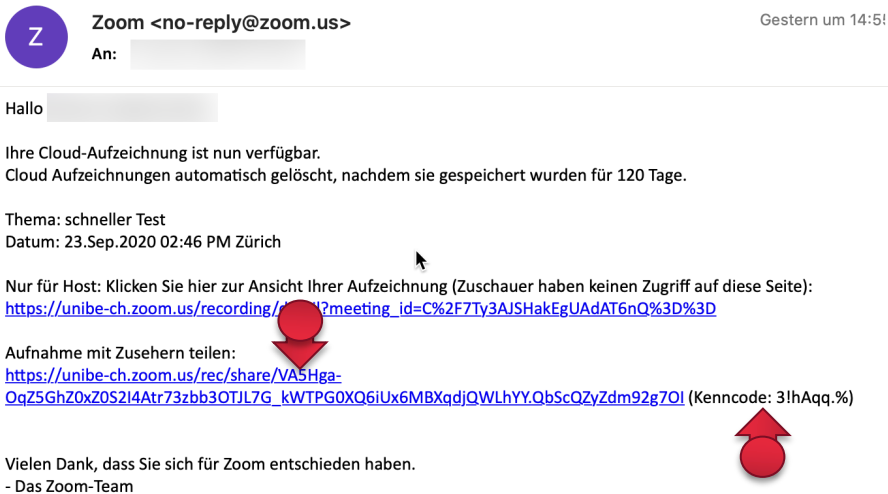 Z
Zoom <no-reply@zoom.us>
Gestern um 14:55
An:
Hallo
Ihre Cloud-Aufzeichnung ist nun verfügbar.
Cloud Aufzeichnungen automatisch gelöscht, nachdem sie gespeichert wurden für 120 Tage.
Thema: schneller Test
Datum: 23.Sep.2020 02:46 PM Zürich
Nur für Host: Klicken Sie hier zur Ansicht Ihrer Aufzeichnung (Zuschauer haben keinen Zugriff auf diese Seite):
https://unibe-ch.zoom.us/recording/ ?meeting_id=C%2F7Ty3AJSHakEgUAdAT6nQ%3D%3D
Aufnahme mit Zusehern teilen:
https://unibe-ch.zoom.us/rec/share/VA5Hga-
OqZ5GhZ0xZ0S2I4Atr73zbb3OTJL7G_kWTPG0XQ6iUx6MBXqdjQWLhYY.QbScQZyZdm92g7OI (Kenncode: 3!hAqq.%)
Vielen Dank, dass Sie sich für Zoom entschieden haben.
- Das Zoom-Team